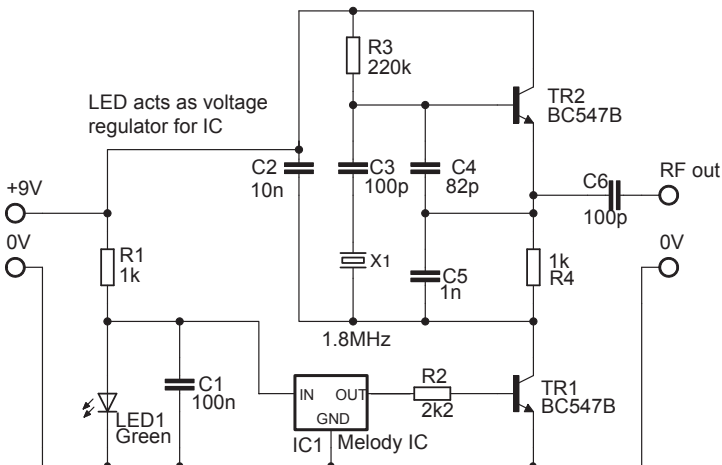 R3
220k
TR2
BC547B
LED acts as voltage
regulator for IC
C2
10n
C3
100p
C4
82p
C6
100p
RF out
+9V
0V
0V
R1
1k
X1
C5
1n
1k
R4
1.8MHz
R2
2k2
TR1
BC547B
IN
OUT
GND
C1
100n
LED1
Green
IC1
Melody IC